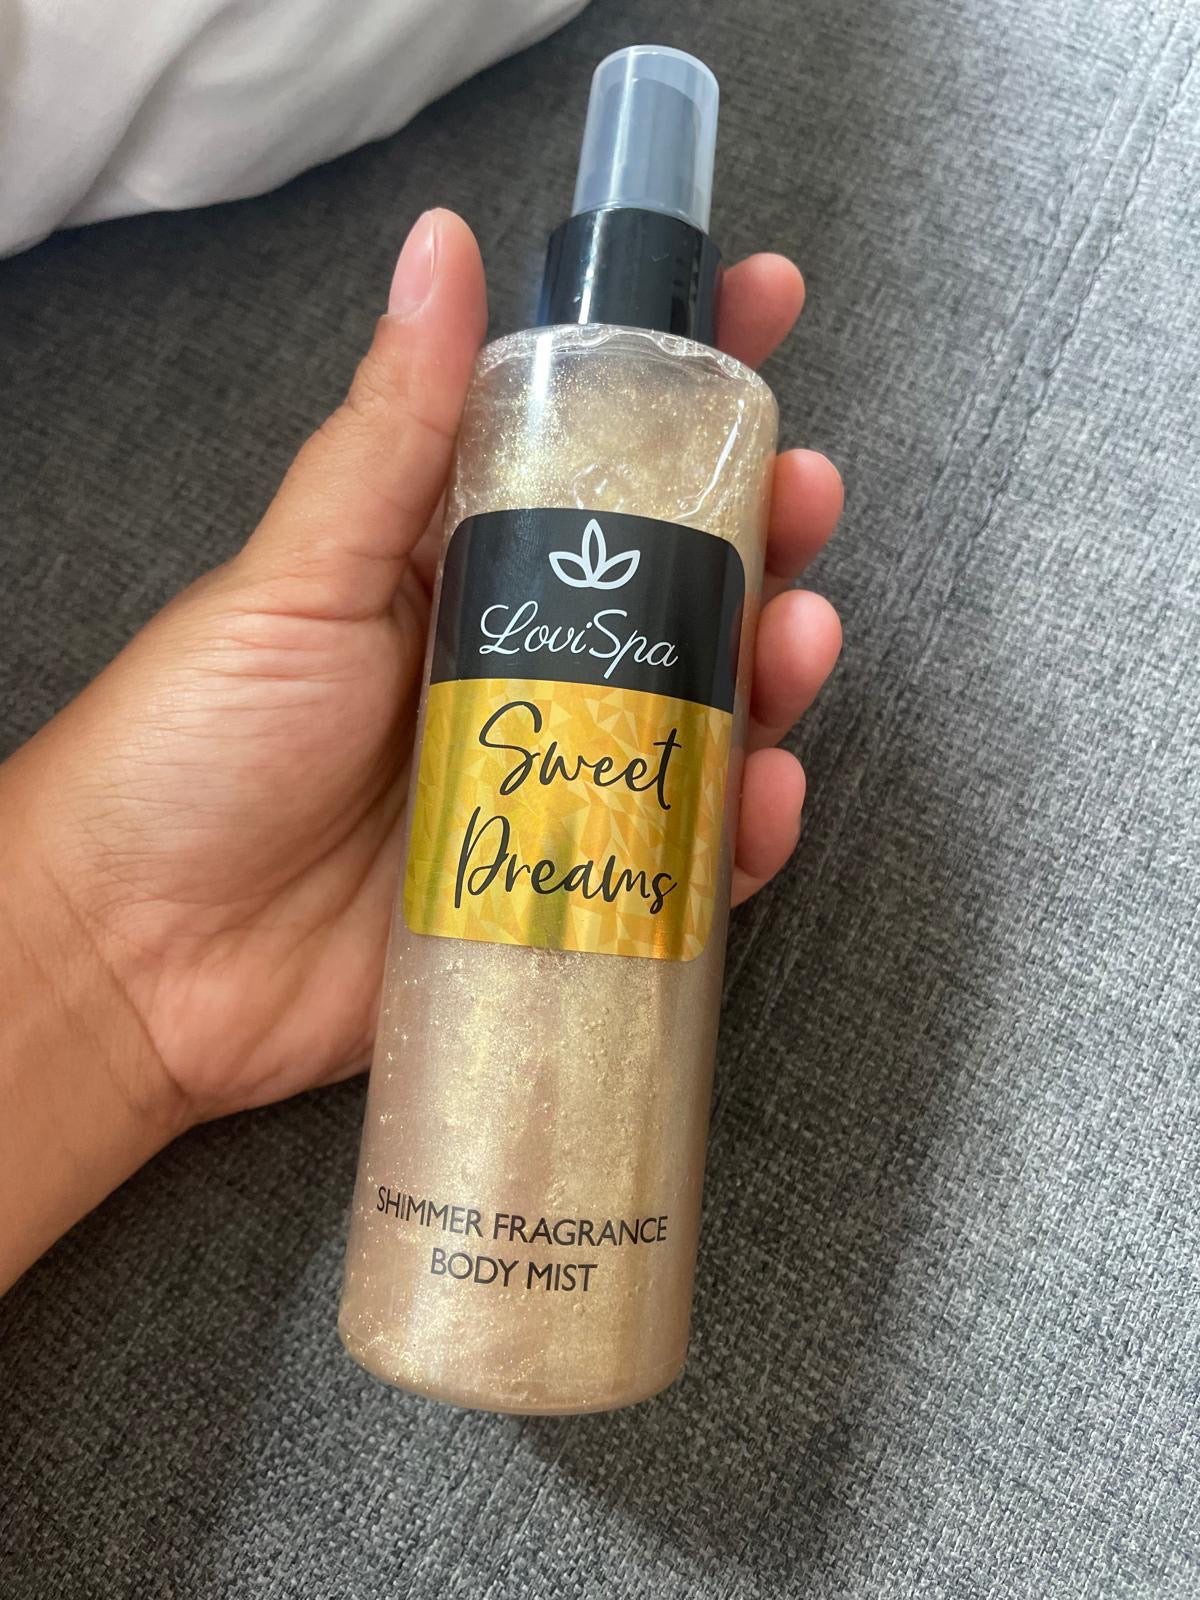 LoviSpa
Sweet
Dreams
SHIMMER FRAGRANCE
BODY MIST